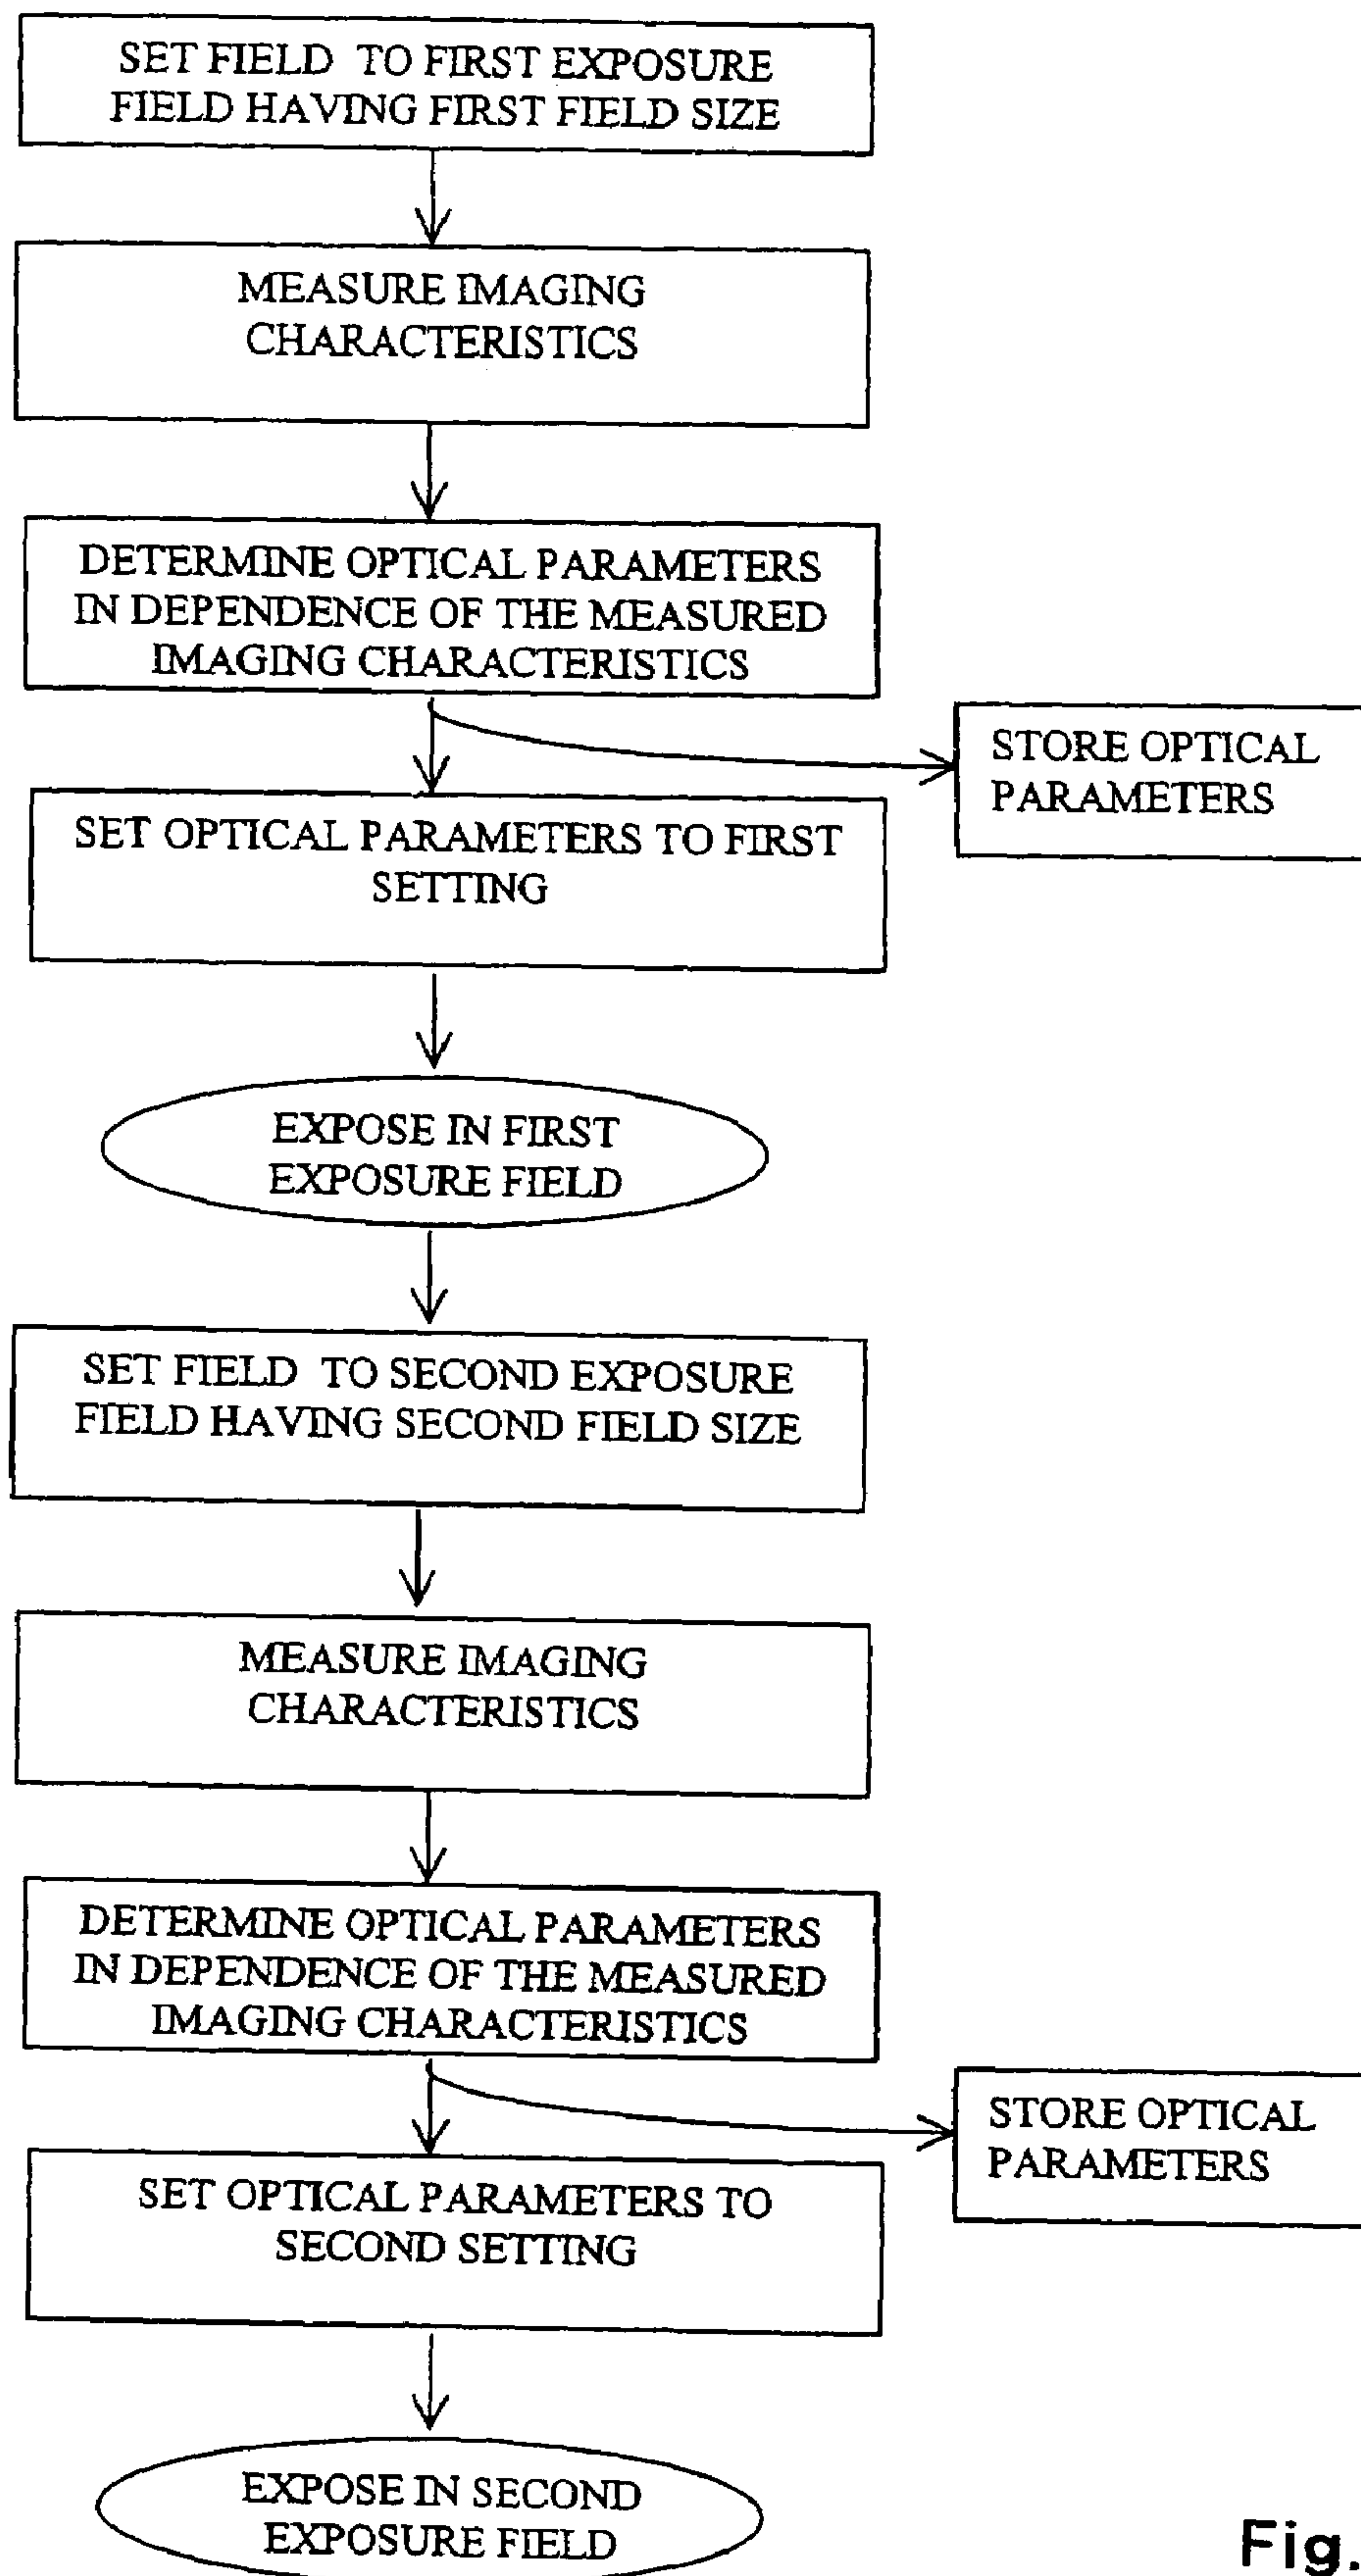 SET FIELD TO FIRST EXPOSURE
FIELD HAVING FIRST FIELD SIZE
MEASURE IMAGING
CHARACTERISTICS
DETERMINE OPTICAL PARAMETERS
IN DEPENDENCE OF THE MEASURED
IMAGING CHARACTERISTICS
STORE OPTICAL
PARAMETERS
SET OPTICAL PARAMETERS TO FIRST
SETTING
EXPOSE IN FIRST
EXPOSURE FIELD
SET FIELD TO SECOND EXPOSURE
FIELD HAVING SECOND FIELD SIZE
MEASURE IMAGING
CHARACTERISTICS
DETERMINE OPTICAL PARAMETERS
IN DEPENDENCE OF THE MEASURED
IMAGING CHARACTERISTICS
STORE OPTICAL
PARAMETERS
SET OPTICAL PARAMETERS TO
SECOND SETTING
EXPOSE IN SECOND
EXPOSURE FIELD
Fig.